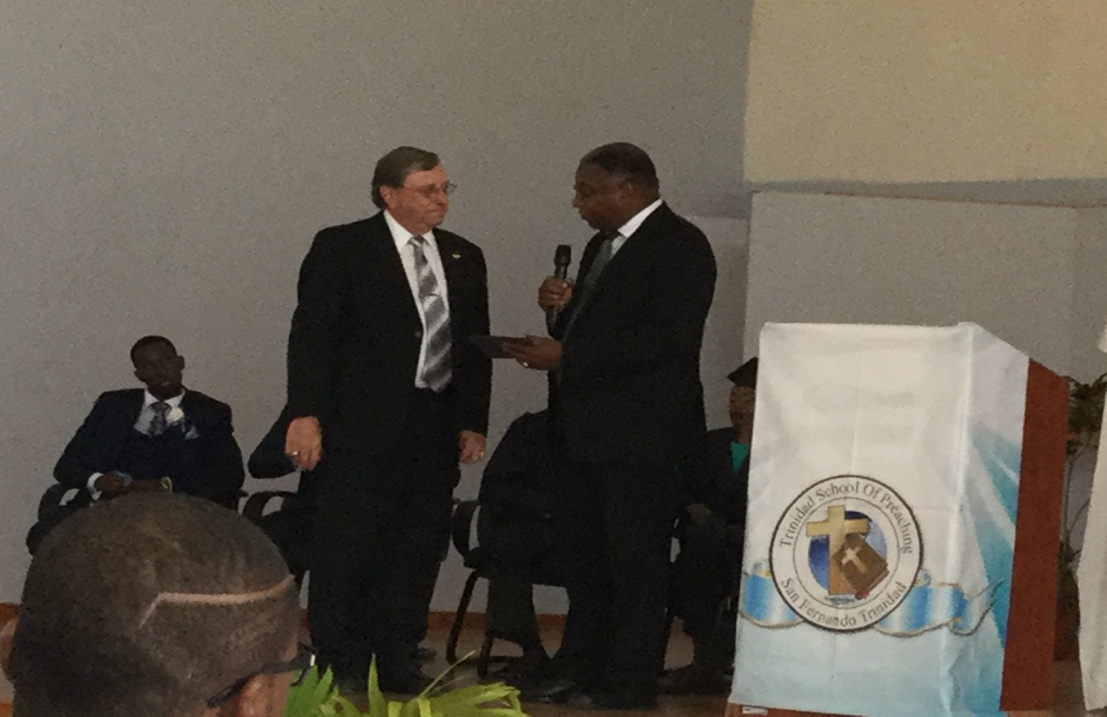 Trinidad School Of Preaching
San Fernando Trinidad